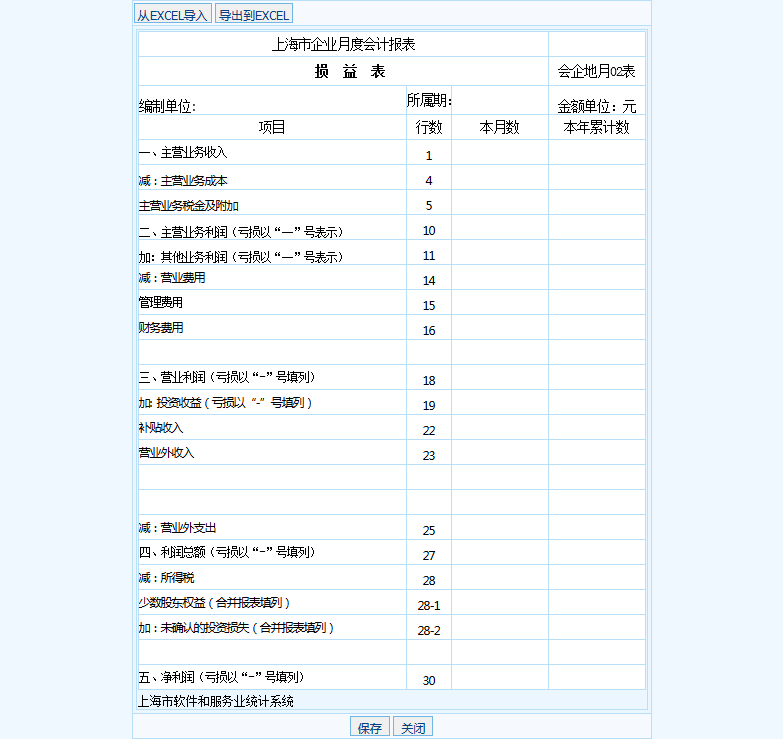 从EXCEL导入 导出到EXCEL
上海市企业月度会计报表
损 益 表 会企地月02表
编制单位: 所属期: 金额单位：元
项目 行数 本月数 本年累计数
一、主营业务收入 1
减：主营业务成本 4
主营业务税金及附加 5
二、主营业务利润（亏损以“—”号表示） 10
加：其他业务利润（亏损以“—”号表示） 11
减：营业费用 14
管理费用 15
财务费用 16
三、营业利润（亏损以“-”号填列） 18
加：投资收益（亏损以“-”号填列） 19
补贴收入 22
营业外收入 23
减：营业外支出 25
四、利润总额（亏损以“-”号填列） 27
减：所得税 28
少数股东权益（合并报表填列） 28-1
加：未确认的投资损失（合并报表填列） 28-2
五、净利润（亏损以“-”号填列） 30
上海市软件和服务业统计系统
保存 关闭